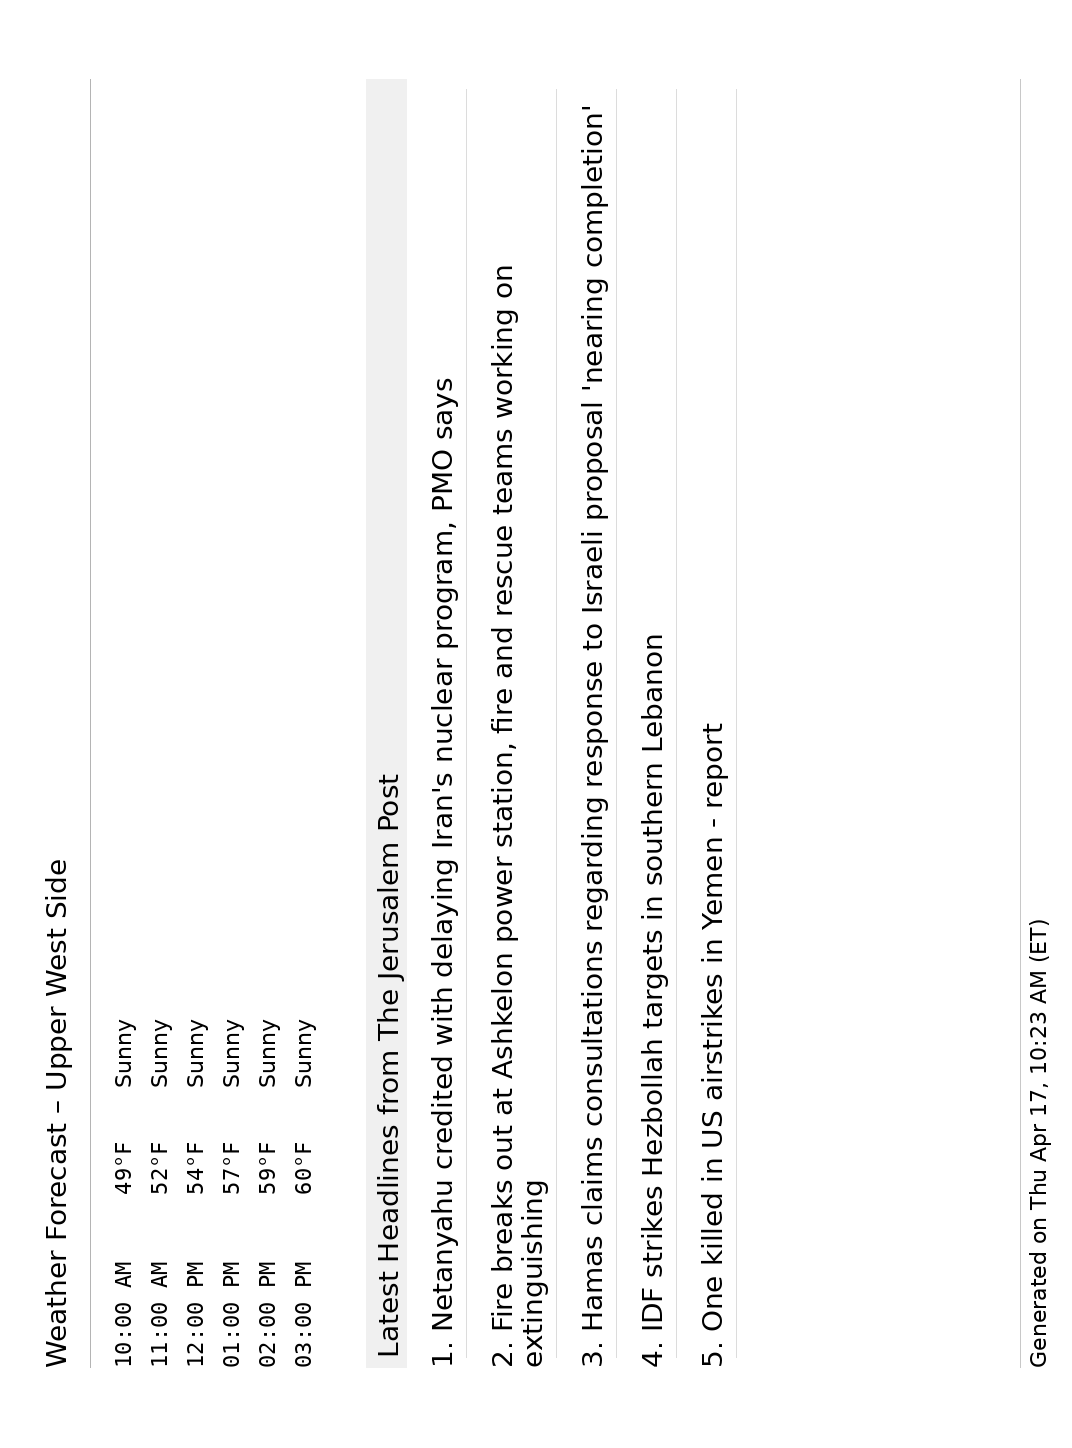 Weather Forecast – Upper West Side
10:00 AM 49°F Sunny
11:00 AM 52°F Sunny
12:00 PM 54°F Sunny
01:00 PM 57°F Sunny
02:00 PM 59°F Sunny
03:00 PM 60°F Sunny
Latest Headlines from The Jerusalem Post
1. Netanyahu credited with delaying Iran's nuclear program, PMO says
2. Fire breaks out at Ashkelon power station, fire and rescue teams working on
extinguishing
3. Hamas claims consultations regarding response to Israeli proposal 'nearing completion'
4. IDF strikes Hezbollah targets in southern Lebanon
5. One killed in US airstrikes in Yemen - report
Generated on Thu Apr 17, 10:23 AM (ET)